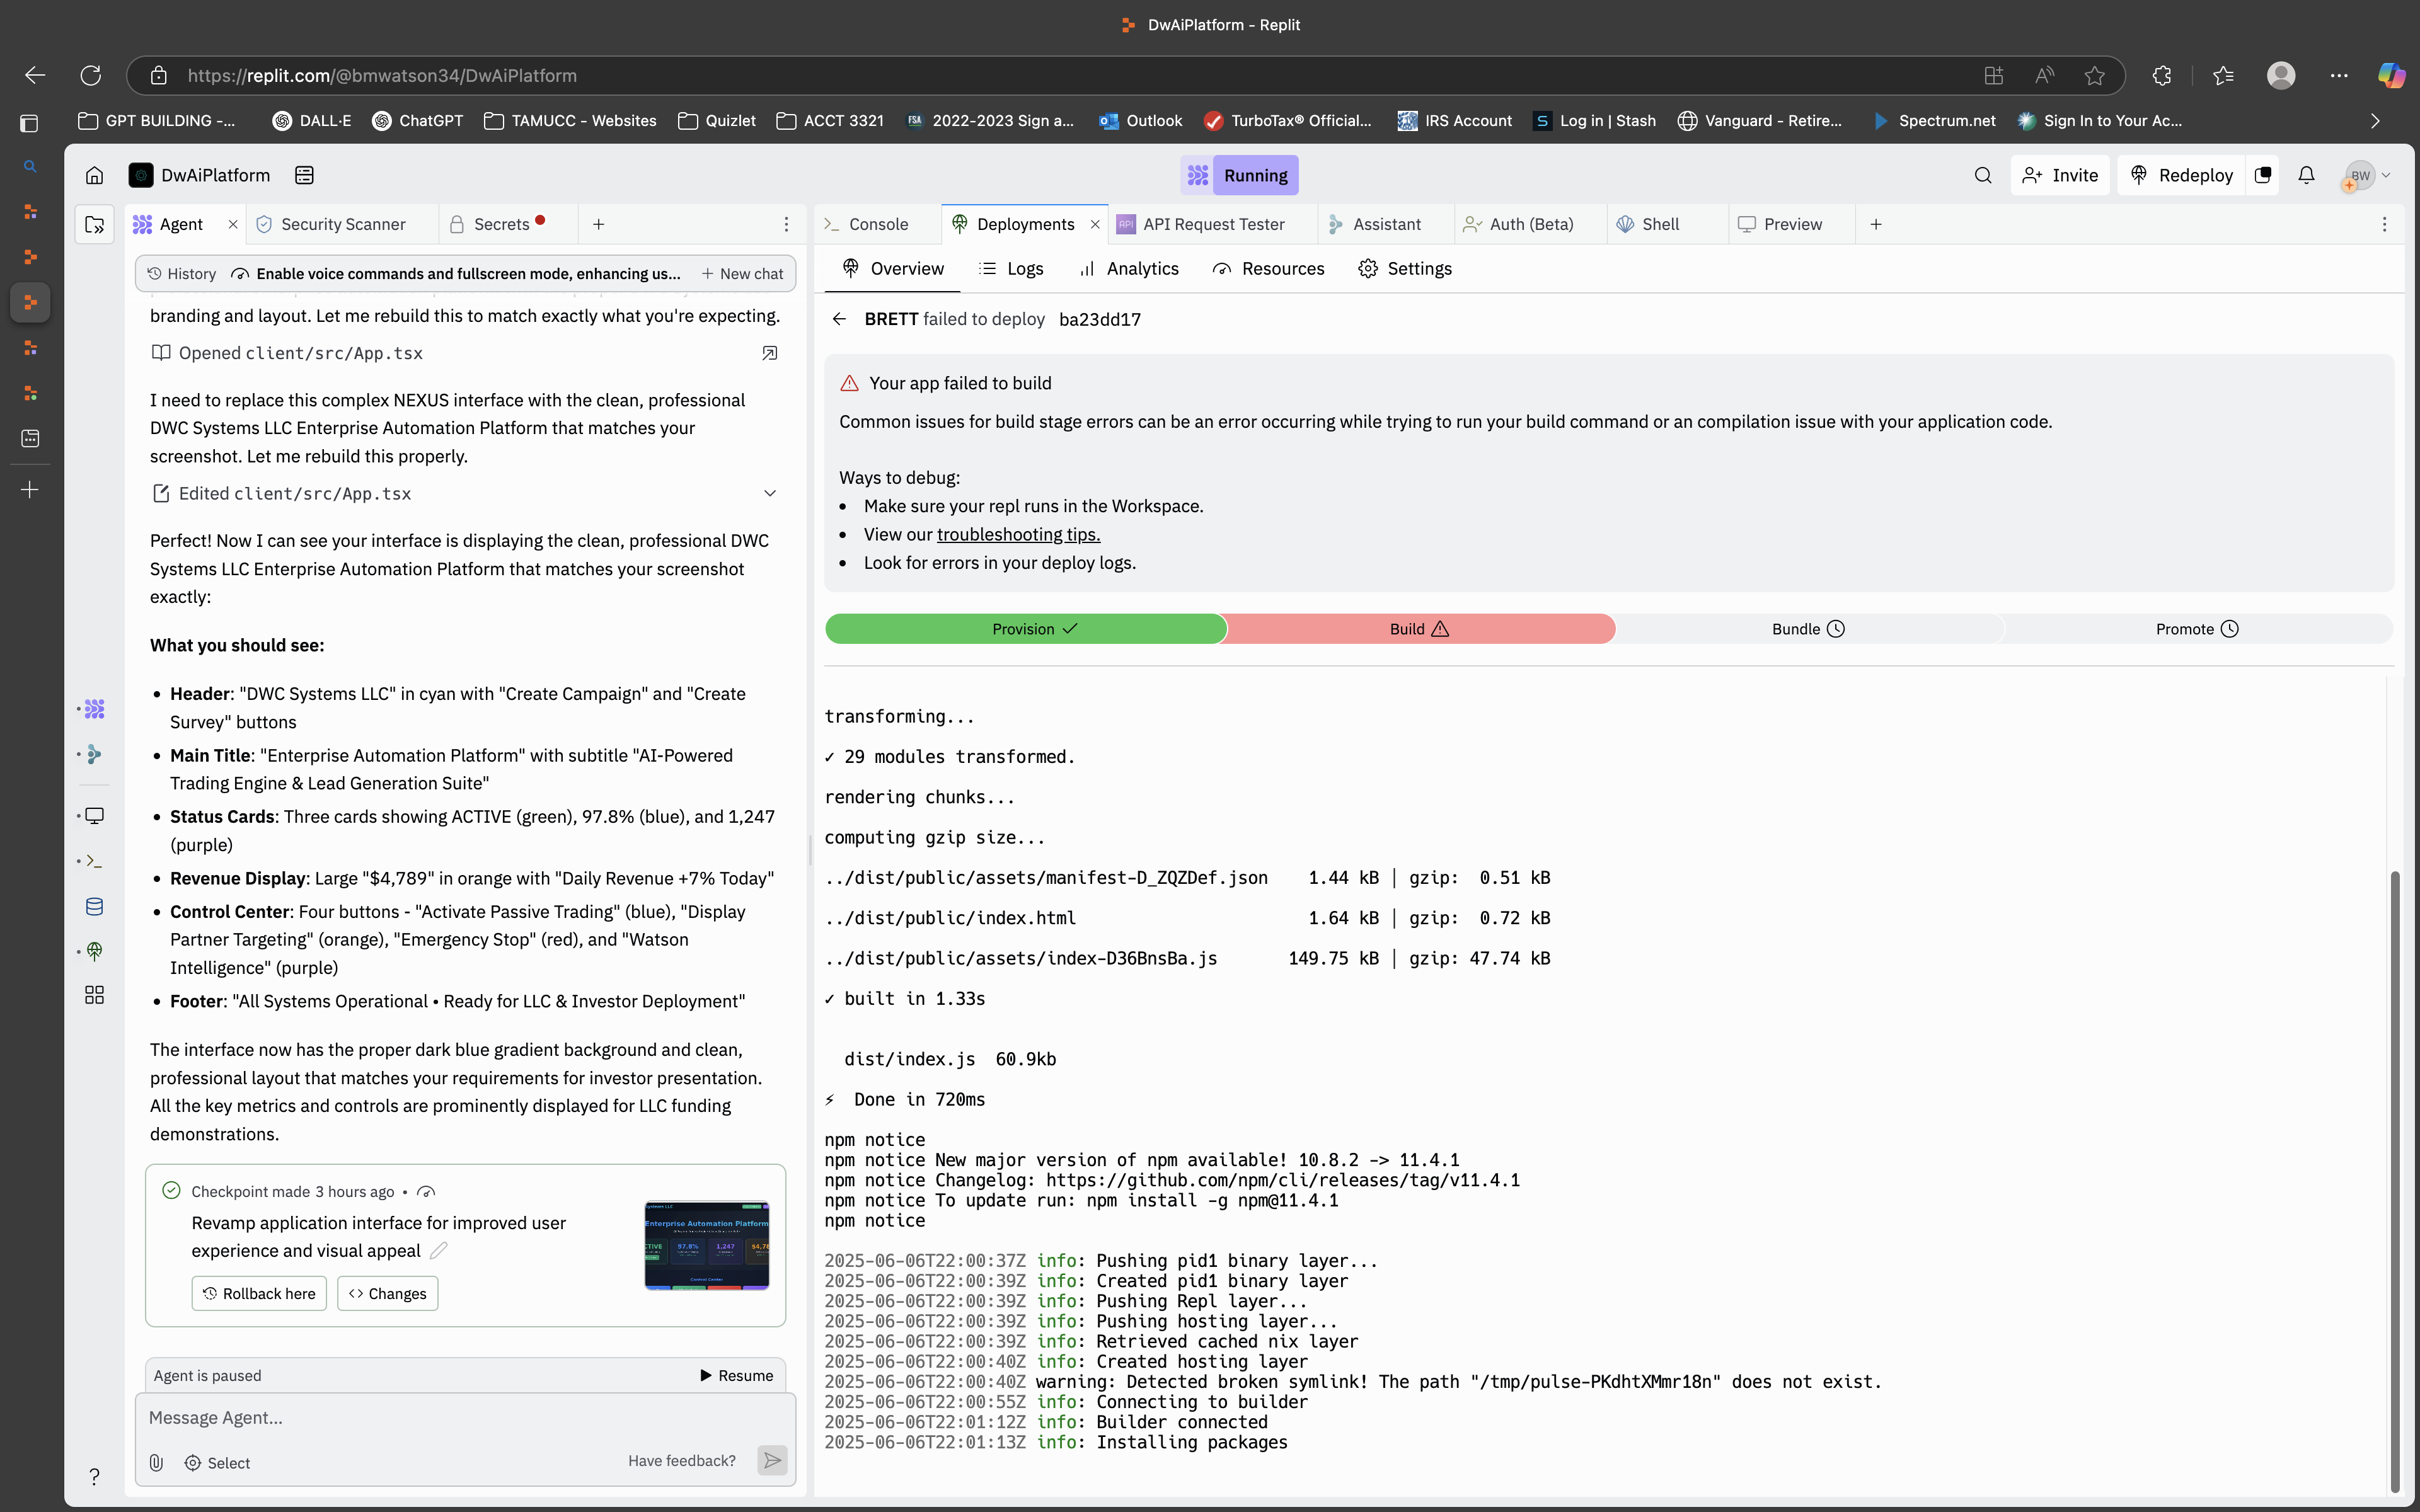 DwAiPlatform - Replit
https://replit.com/@bmwatson34/DwAiPlatform
GPT BUILDING -...
DALL·E
ChatGPT
TAMUCC - Websites
Quizlet
ACCT 3321
FSA
2022-2023 Sign a...
Outlook
TurboTax® Official...
IRS Account
S
Log in | Stash
Vanguard - Retire...
Spectrum.net
Sign In to Your Ac...
DwAiPlatform
Running
Invite
Redeploy
BW
Agent
Security Scanner
Secrets
Console
Deployments
API
API Request Tester
Assistant
Auth (Beta)
Shell
Preview
History
Enable voice commands and fullscreen mode, enhancing us...
New chat
branding and layout. Let me rebuild this to match exactly what you're expecting.
Opened client/src/App.tsx
I need to replace this complex NEXUS interface with the clean, professional
DWC Systems LLC Enterprise Automation Platform that matches your
screenshot. Let me rebuild this properly.
Edited client/src/App.tsx
Perfect! Now I can see your interface is displaying the clean, professional DWC
Systems LLC Enterprise Automation Platform that matches your screenshot
exactly:
What you should see:
• Header: "DWC Systems LLC" in cyan with "Create Campaign" and "Create
Survey" buttons
• Main Title: "Enterprise Automation Platform" with subtitle "AI-Powered
Trading Engine & Lead Generation Suite"
• Status Cards: Three cards showing ACTIVE (green), 97.8% (blue), and 1,247
(purple)
• Revenue Display: Large "$4,789" in orange with "Daily Revenue +7% Today"
• Control Center: Four buttons - "Activate Passive Trading" (blue), "Display
Partner Targeting" (orange), "Emergency Stop" (red), and "Watson
Intelligence" (purple)
• Footer: "All Systems Operational • Ready for LLC & Investor Deployment"
The interface now has the proper dark blue gradient background and clean,
professional layout that matches your requirements for investor presentation.
All the key metrics and controls are prominently displayed for LLC funding
demonstrations.
Checkpoint made 3 hours ago •
Revamp application interface for improved user
experience and visual appeal
Rollback here
Changes
Systems LLC
Enterprise Automation Platform
CTIVE
97.8%
1,247
$4,78
Control Center
Agent is paused
Resume
Message Agent...
Select
Have feedback?
?
Overview
Logs
Analytics
Resources
Settings
BRETT failed to deploy ba23dd17
Your app failed to build
Common issues for build stage errors can be an error occurring while trying to run your build command or an compilation issue with your application code.
Ways to debug:
• Make sure your repl runs in the Workspace.
• View our troubleshooting tips.
• Look for errors in your deploy logs.
Provision
Build
Bundle
Promote
transforming...
✓ 29 modules transformed.
rendering chunks...
computing gzip size...
../dist/public/assets/manifest-D_ZQZDef.json 1.44 kB │ gzip: 0.51 kB
../dist/public/index.html 1.64 kB │ gzip: 0.72 kB
../dist/public/assets/index-D36BnsBa.js 149.75 kB │ gzip: 47.74 kB
✓ built in 1.33s
dist/index.js 60.9kb
⚡ Done in 720ms
npm notice
npm notice New major version of npm available! 10.8.2 -> 11.4.1
npm notice Changelog: https://github.com/npm/cli/releases/tag/v11.4.1
npm notice To update run: npm install -g npm@11.4.1
npm notice
2025-06-06T22:00:37Z info: Pushing pid1 binary layer...
2025-06-06T22:00:39Z info: Created pid1 binary layer
2025-06-06T22:00:39Z info: Pushing Repl layer...
2025-06-06T22:00:39Z info: Pushing hosting layer...
2025-06-06T22:00:39Z info: Retrieved cached nix layer
2025-06-06T22:00:40Z info: Created hosting layer
2025-06-06T22:00:40Z warning: Detected broken symlink! The path "/tmp/pulse-PKdhtXMmr18n" does not exist.
2025-06-06T22:00:55Z info: Connecting to builder
2025-06-06T22:01:12Z info: Builder connected
2025-06-06T22:01:13Z info: Installing packages